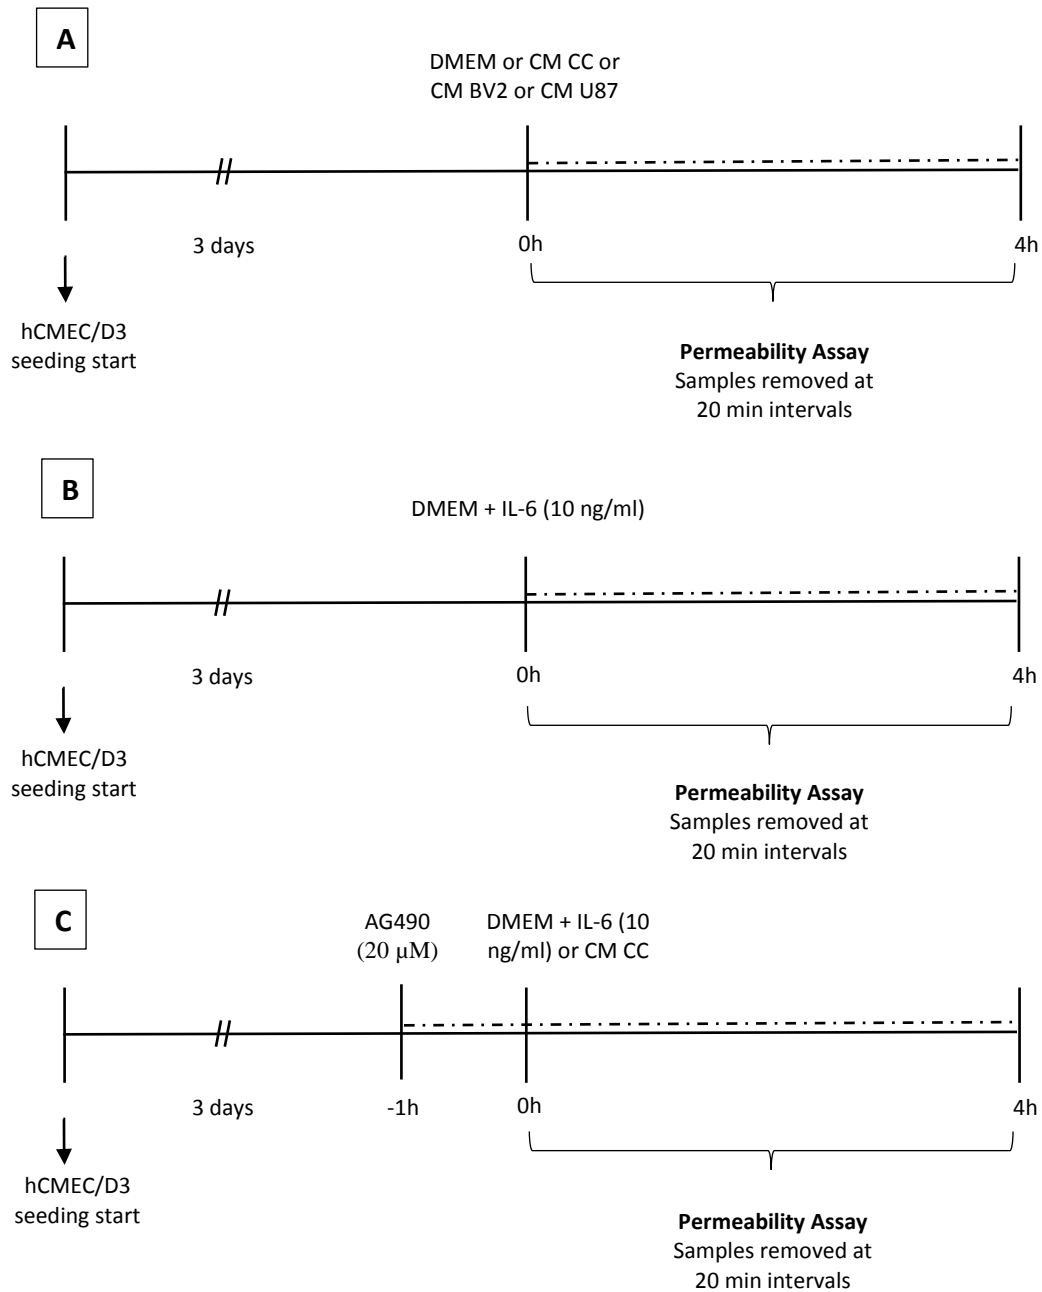 A
DMEM or CM CC or
CM BV2 or CM U87
3 days
0h
4h
hCMEC/D3
seeding start
Permeability Assay
Samples removed at
20 min intervals
B
DMEM + IL-6 (10 ng/ml)
3 days
0h
4h
hCMEC/D3
seeding start
Permeability Assay
Samples removed at
20 min intervals
C
AG490
(20 µM)
DMEM + IL-6 (10
ng/ml) or CM CC
3 days
-1h
0h
4h
hCMEC/D3
seeding start
Permeability Assay
Samples removed at
20 min intervals